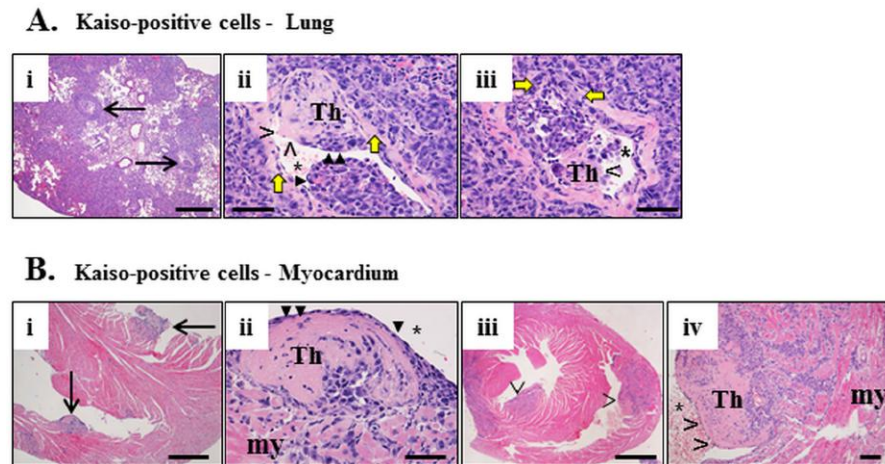 A. Kaiso-positive cells - Lung
i
ii
iii
Th
Th
*
*
B. Kaiso-positive cells - Myocardium
i
ii
iii
iv
Th
*
my
Th
my
*